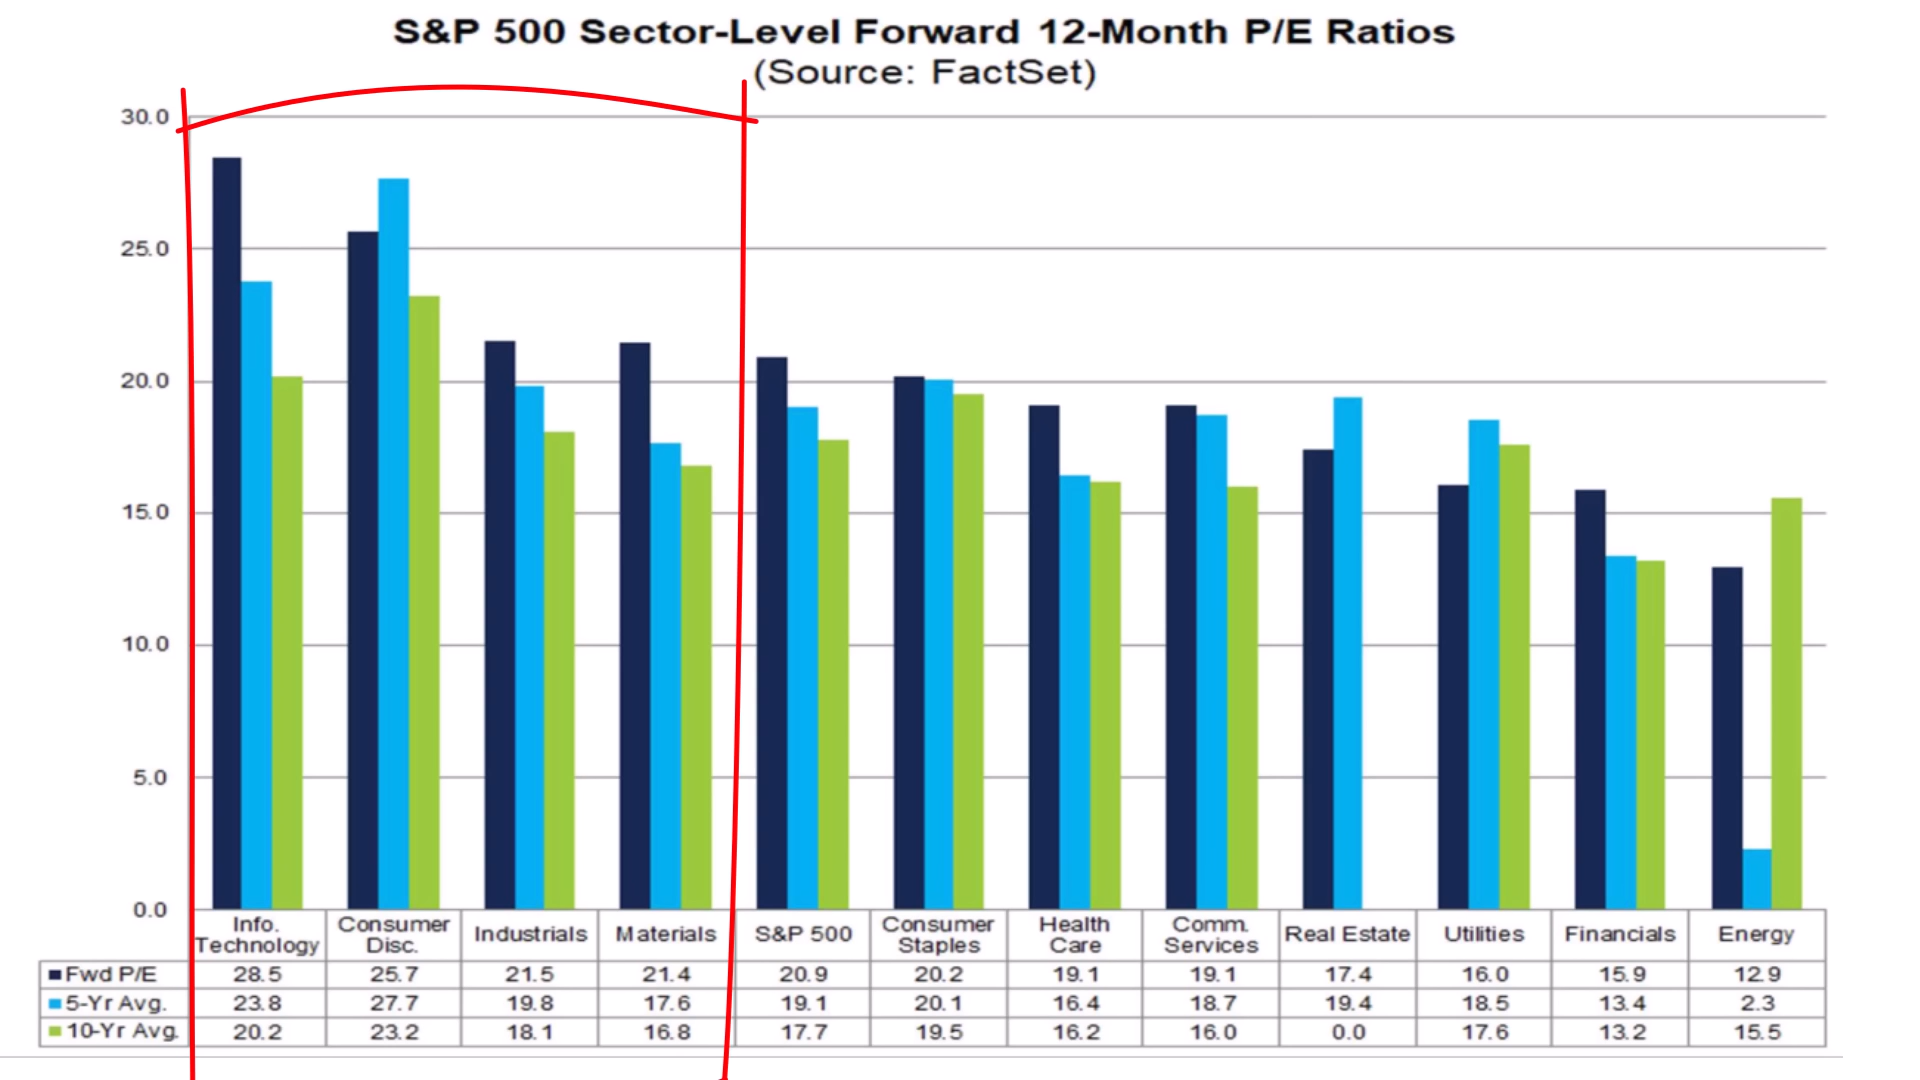 S&P 500 Sector-Level Forward 12-Month P/E Ratios
(Source: FactSet)
30.0
25.0
20.0
15.0
10.0
5.0
0.0
Info. Technology Consumer Disc. Industrials Materials S&P 500 Consumer Staples Health Care Comm. Services Real Estate Utilities Financials Energy
Fwd P/E 28.5 25.7 21.5 21.4 20.9 20.2 19.1 19.1 17.4 16.0 15.9 12.9
5-Yr Avg. 23.8 27.7 19.8 17.6 19.1 20.1 16.4 18.7 19.4 18.5 13.4 2.3
10-Yr Avg. 20.2 23.2 18.1 16.8 17.7 19.5 16.2 16.0 0.0 17.6 13.2 15.5